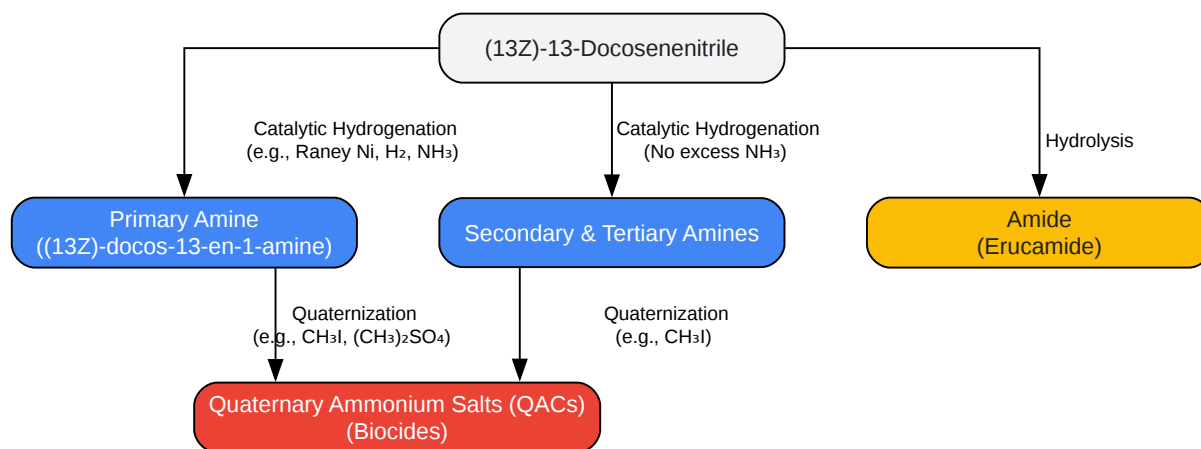 (13Z)-13-Docosenenitrile
Catalytic Hydrogenation
(e.g., Raney Ni, H₂, NH₃)
Catalytic Hydrogenation
(No excess NH₃)
Hydrolysis
Primary Amine
((13Z)-docos-13-en-1-amine)
Secondary & Tertiary Amines
Amide
(Erucamide)
Quaternization
(e.g., CH₃I, (CH₃)₂SO₄)
Quaternization
(e.g., CH₃I)
Quaternary Ammonium Salts (QACs)
(Biocides)